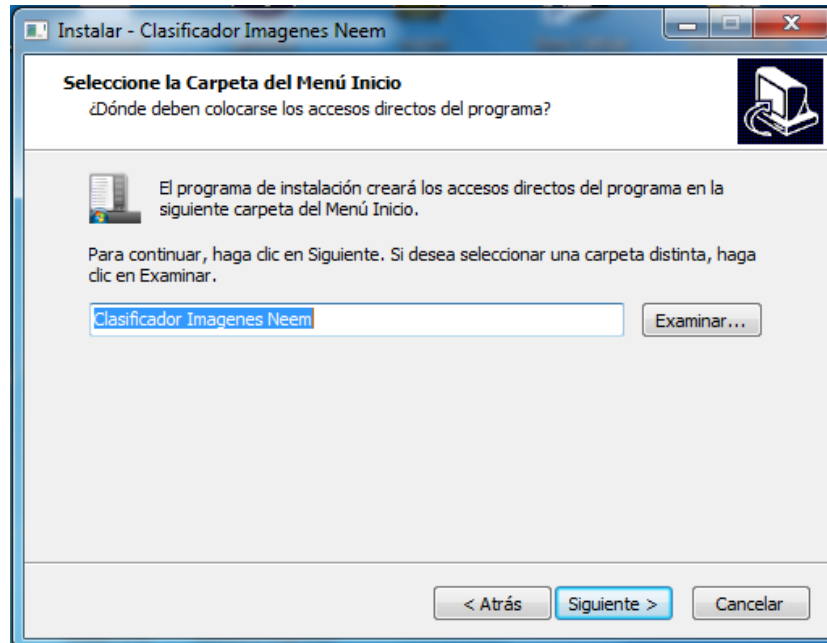 Instalar - Clasificador Imagenes Neem
Seleccione la Carpeta del Menú Inicio
¿Dónde deben colocarse los accesos directos del programa?
El programa de instalación creará los accesos directos del programa en la
siguiente carpeta del Menú Inicio.
Para continuar, haga clic en Siguiente. Si desea seleccionar una carpeta distinta, haga
clic en Examinar.
Clasificador Imagenes Neem
Examinar...
< Atrás
Siguiente >
Cancelar